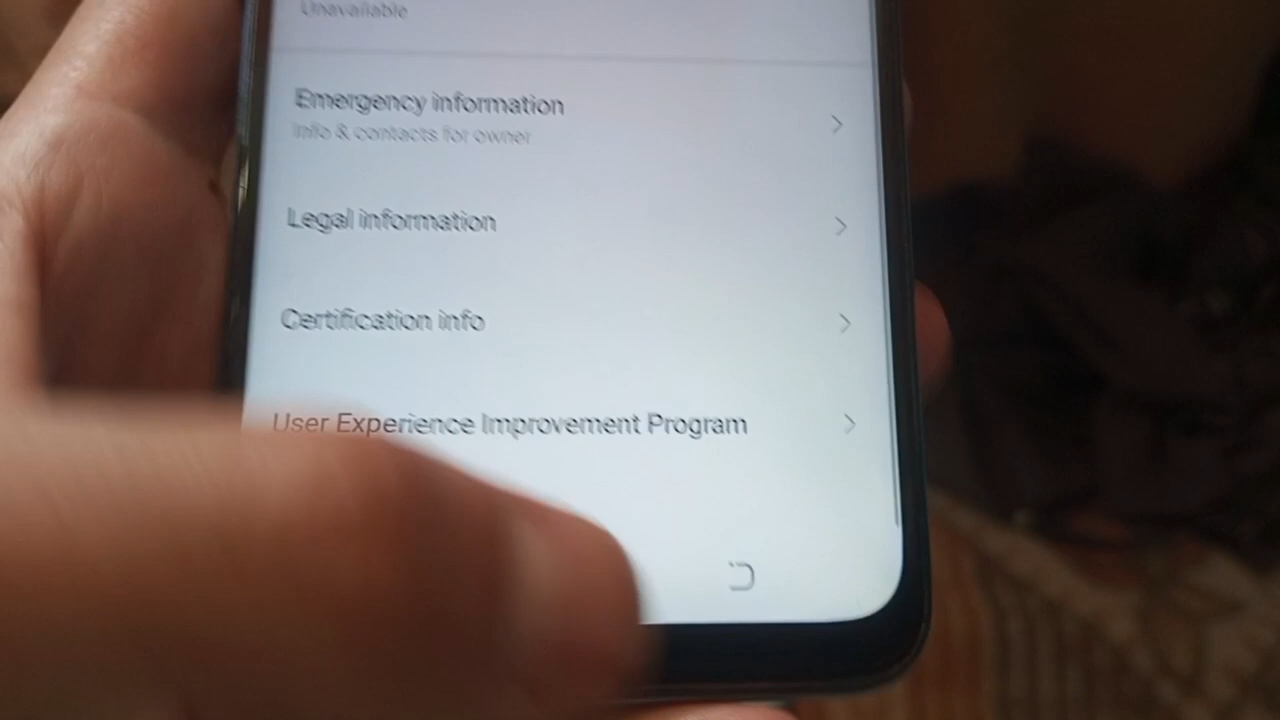 Unavailable
Emergency information
Info & contacts for owner
Legal information
Certification info
User Experience Improvement Program